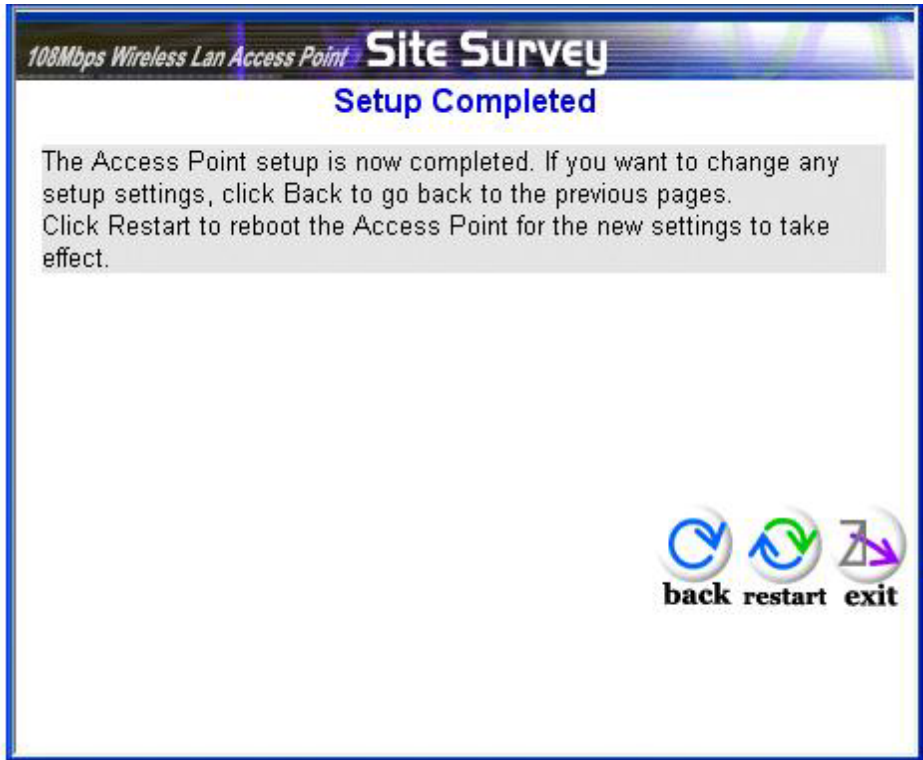 108Mbps Wireless Lan Access Point Site Survey
Setup Completed
The Access Point setup is now completed. If you want to change any
setup settings, click Back to go back to the previous pages.
Click Restart to reboot the Access Point for the new settings to take
effect.
back restart exit